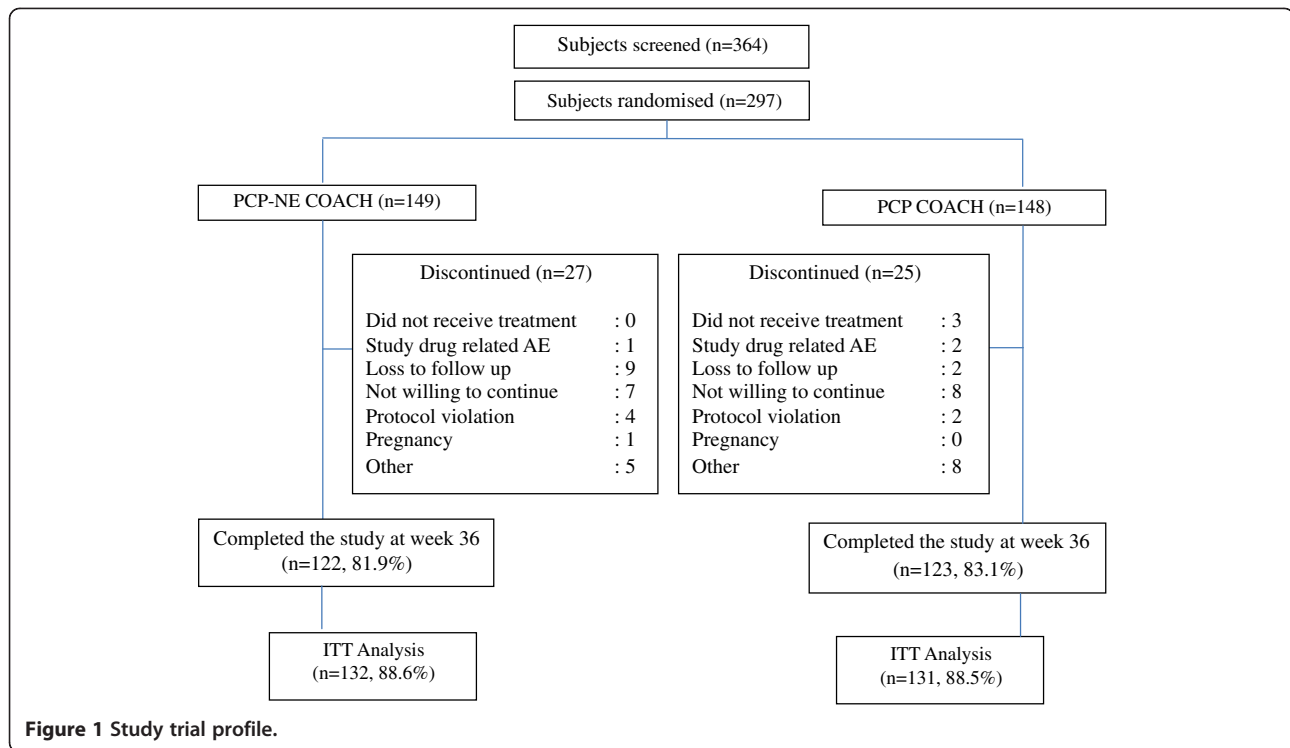 Subjects screened (n=364)
Subjects randomised (n=297)
PCP-NE COACH (n=149)
PCP COACH (n=148)
Discontinued (n=27)
Did not receive treatment : 0
Study drug related AE : 1
Loss to follow up : 9
Not willing to continue : 7
Protocol violation : 4
Pregnancy : 1
Other : 5
Discontinued (n=25)
Did not receive treatment : 3
Study drug related AE : 2
Loss to follow up : 2
Not willing to continue : 8
Protocol violation : 2
Pregnancy : 0
Other : 8
Completed the study at week 36
(n=122, 81.9%)
Completed the study at week 36
(n=123, 83.1%)
ITT Analysis
(n=132, 88.6%)
ITT Analysis
(n=131, 88.5%)
Figure 1 Study trial profile.